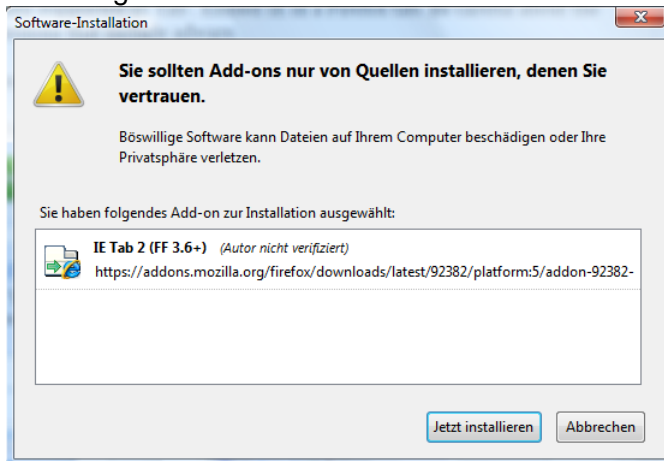 Software-Installation
Sie sollten Add-ons nur von Quellen installieren, denen Sie
vertrauen.
Böswillige Software kann Dateien auf Ihrem Computer beschädigen oder Ihre
Privatsphäre verletzen.
Sie haben folgendes Add-on zur Installation ausgewählt:
IE Tab 2 (FF 3.6+) (Autor nicht verifiziert)
https://addons.mozilla.org/firefox/downloads/latest/92382/platform:5/addon-92382-
Jetzt installieren Abbrechen